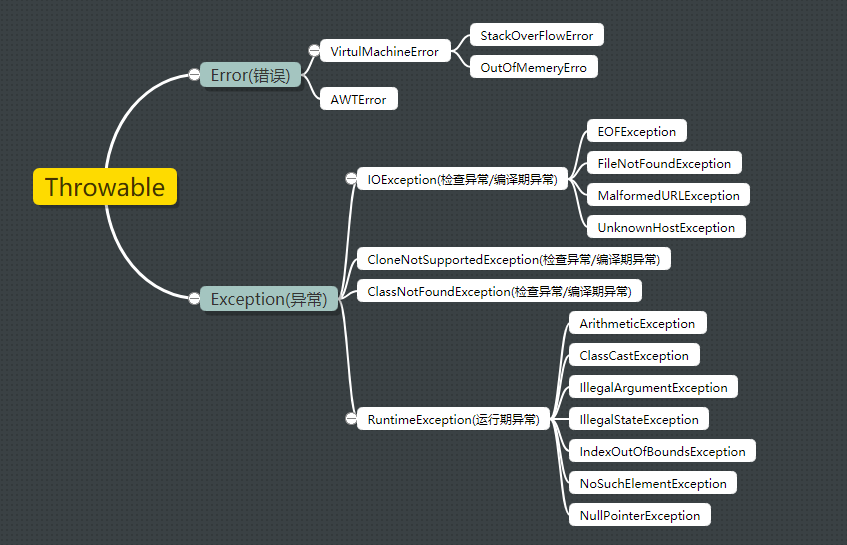 Throwable
Error(错误)
VirtulMachineError
StackOverFlowError
OutOfMemeryErro
AWTError
Exception(异常)
IOException(检查异常/编译期异常)
EOFException
FileNotFoundException
MalformedURLException
UnknownHostException
CloneNotSupportedException(检查异常/编译期异常)
ClassNotFoundException(检查异常/编译期异常)
RuntimeException(运行期异常)
ArithmeticException
ClassCastException
IllegalArgumentException
IllegalStateException
IndexOutOfBoundsException
NoSuchElementException
NullPointerException